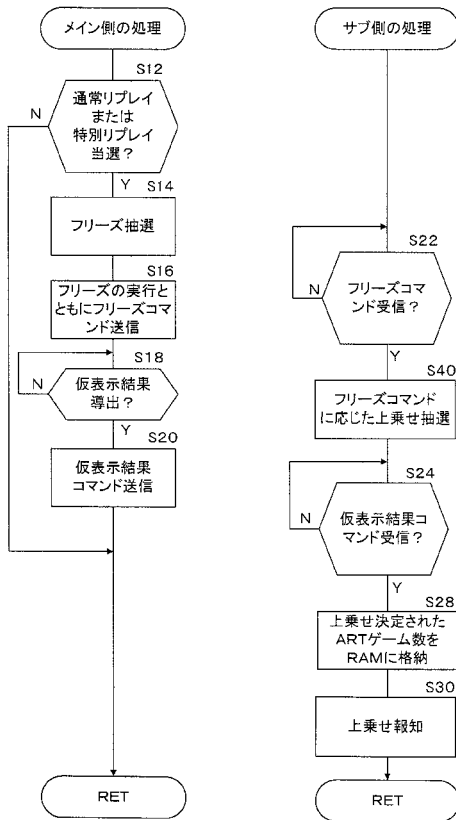 メイン側の処理
S12
通常リプレイ
または
特別リプレイ
当選?
N
Y
S14
フリーズ抽選
S16
フリーズの実行と
ともにフリーズコマ
ンド送信
S18
N
仮表示結果
導出?
Y
S20
仮表示結果
コマンド送信
RET
サブ側の処理
S22
N
フリーズコマ
ンド受信?
Y
S40
フリーズコマンド
に応じた上乗せ抽選
S24
N
仮表示結果コ
マンド受信?
Y
S28
上乗せ決定された
ARTゲーム数を
RAMに格納
S30
上乗せ報知
RET